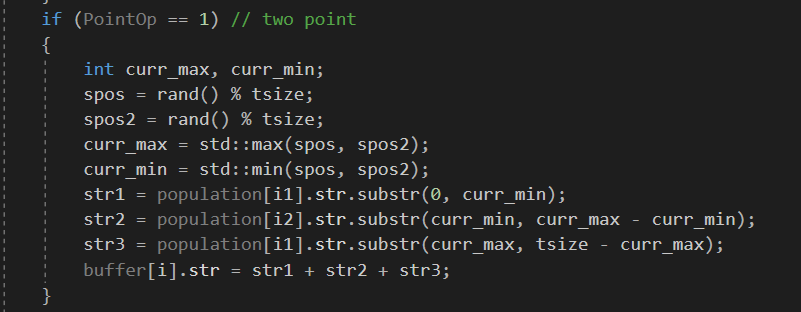 if (PointOp == 1) // two point
{
int curr_max, curr_min;
spos = rand() % tsize;
spos2 = rand() % tsize;
curr_max = std::max(spos, spos2);
curr_min = std::min(spos, spos2);
str1 = population[i1].str.substr(0, curr_min);
str2 = population[i2].str.substr(curr_min, curr_max - curr_min);
str3 = population[i1].str.substr(curr_max, tsize - curr_max);
buffer[i].str = str1 + str2 + str3;
}